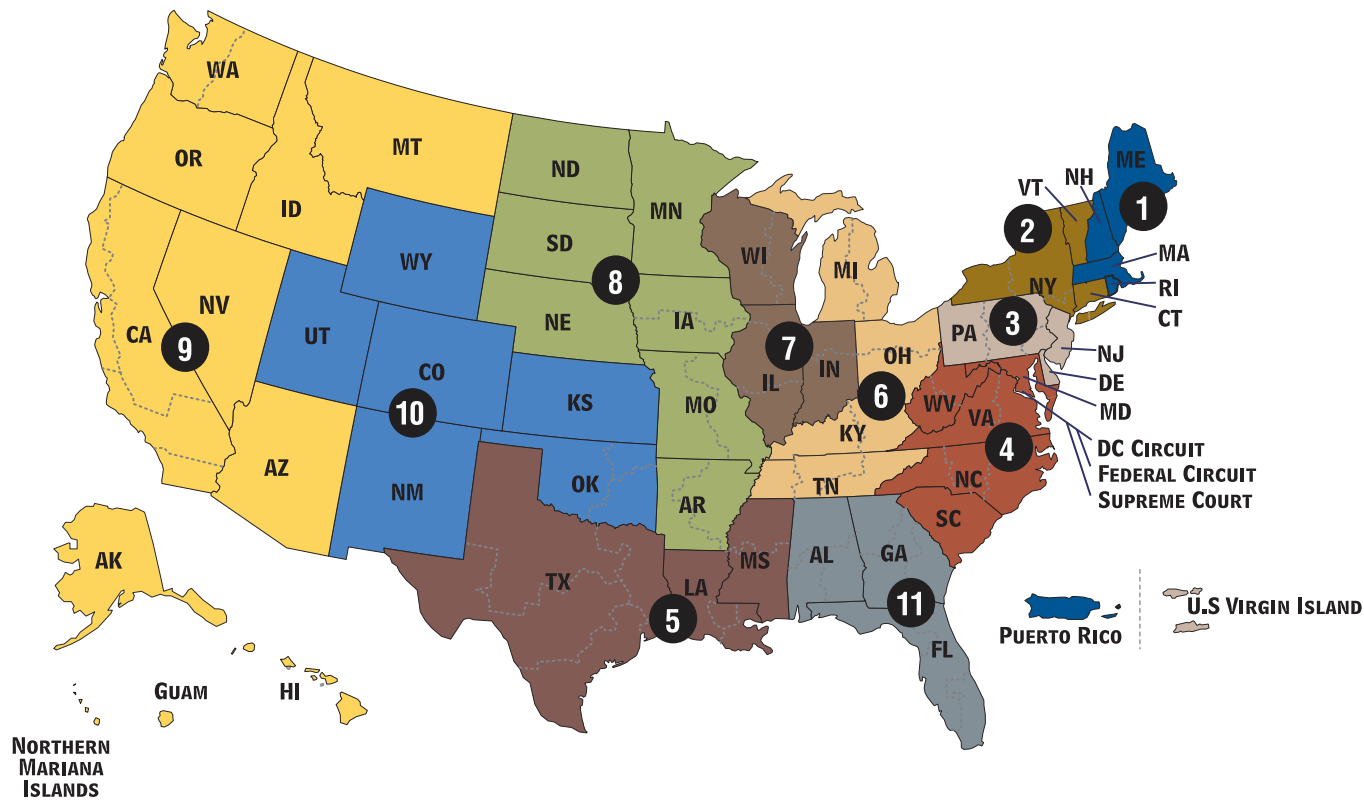 WA
MT
ND
ME
OR
MN
VT
NH
1
ID
SD
2
WI
MA
WY
8
MI
NV
NY
RI
CA
NE
IA
3
CT
9
UT
7
PA
OH
NJ
CO
IL
IN
DE
10
KS
MO
6
WV
MD
VA
KY
4
DC CIRCUIT
AZ
NM
OK
TN
NC
FEDERAL CIRCUIT
AR
SC
SUPREME COURT
AK
TX
LA
MS
AL
GA
5
11
PUERTO RICO
U.S VIRGIN ISLAND
FL
GUAM
HI
NORTHERN
MARIANA
ISLANDS